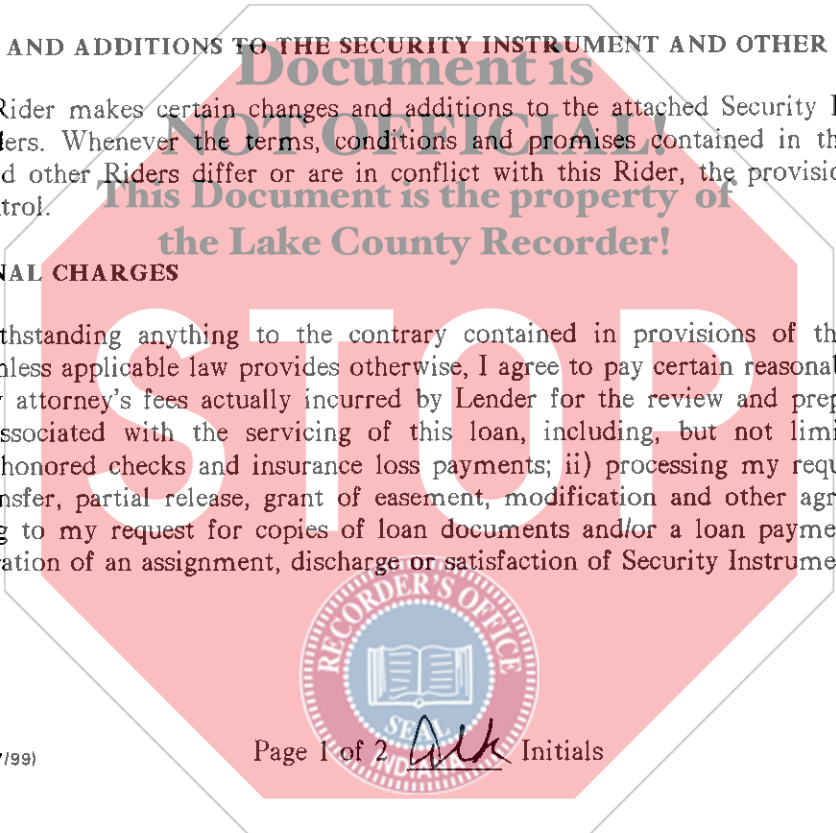 AND ADDITIONS TO THE SECURITY INSTRUMENT AND OTHER
Document is
Rider makes certain changes and additions to the attached Security
NOT OFFICIAL!
ders. Whenever the terms, conditions and promises contained in th
d other Riders differ or are in conflict with this Rider, the provisio
This Document is the property of
trol.
the Lake County Recorder!
NAL CHARGES
STOP
thstanding anything to the contrary contained in provisions of th
nless applicable law provides otherwise, I agree to pay certain reasonab
y attorney's fees actually incurred by Lender for the review and prep
ssociated with the servicing of this loan, including, but not limi
honored checks and insurance loss payments; ii) processing my requ
nsfer, partial release, grant of easement, modification and other agr
g to my request for copies of loan documents and/or a loan payme
ration of an assignment, discharge or satisfaction of Security Instrume
RECORDER'S OFFICE
SEAL
INDIANA
7/99)
Page 1 of 2 Initials